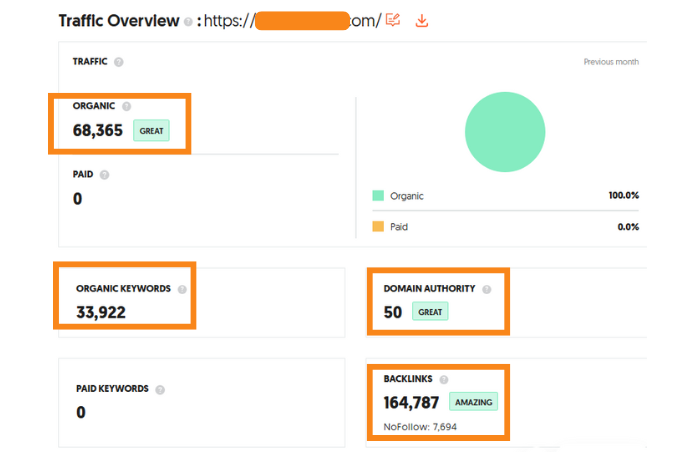 Traffic Overview : https:// com/
TRAFFIC
Previous month
ORGANIC
68,365 GREAT
PAID
0
Organic 100.0%
Paid 0.0%
ORGANIC KEYWORDS
33,922
DOMAIN AUTHORITY
50 GREAT
PAID KEYWORDS
0
BACKLINKS
164,787 AMAZING
NoFollow: 7,694